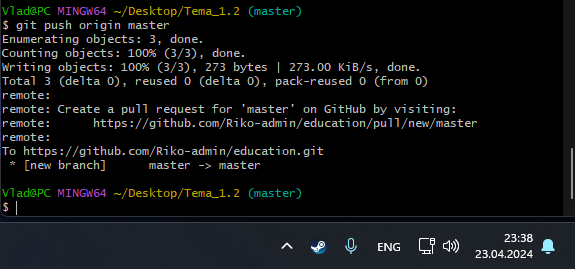 Vlad@PC MINGW64 ~/Desktop/Tema_1.2 (master)
$ git push origin master
Enumerating objects: 3, done.
Counting objects: 100% (3/3), done.
Writing objects: 100% (3/3), 273 bytes | 273.00 KiB/s, done.
Total 3 (delta 0), reused 0 (delta 0), pack-reused 0 (from 0)
remote:
remote: Create a pull request for 'master' on GitHub by visiting:
remote:      https://github.com/Riko-admin/education/pull/new/master
remote:
To https://github.com/Riko-admin/education.git
 * [new branch]      master -> master
Vlad@PC MINGW64 ~/Desktop/Tema_1.2 (master)
$
ENG
23:38
23.04.2024